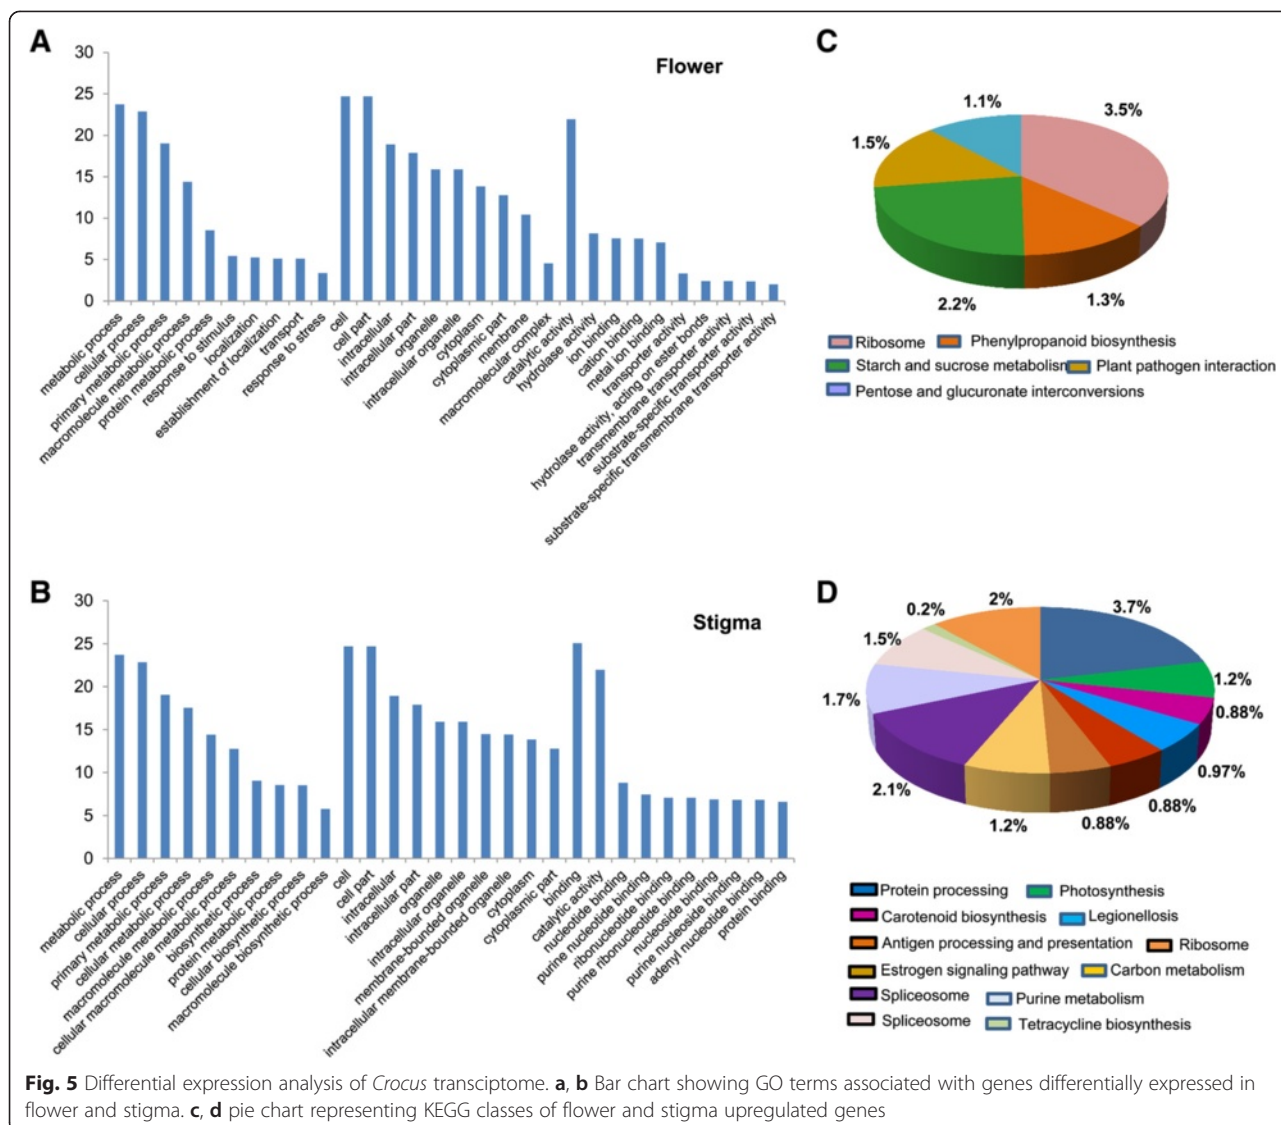 A
Flower
30
25
20
15
10
5
0
metabolic process
cellular process
primary metabolic process
macromolecule metabolic process
protein metabolic process
response to stimulus
localization
establishment of localization
transport
response to stress
cell
cell part
intracellular
intracellular part
organelle
intracellular organelle
cytoplasm
cytoplasmic part
membrane
macromolecular complex
catalytic activity
hydrolase activity
ion binding
cation binding
metal ion binding
transporter activity
hydrolase activity, acting on ester bonds
transmembrane transporter activity
substrate-specific transporter activity
substrate-specific transmembrane transporter activity
C
1.1%
3.5%
1.5%
2.2%
1.3%
Ribosome
Phenylpropanoid biosynthesis
Starch and sucrose metabolism
Plant pathogen interaction
Pentose and glucuronate interconversions
B
Stigma
30
25
20
15
10
5
0
metabolic process
cellular process
primary metabolic process
cellular metabolic process
macromolecule metabolic process
cellular macromolecule metabolic process
biosynthetic process
protein metabolic process
cellular biosynthetic process
macromolecule biosynthetic process
cell
cell part
intracellular
intracellular part
organelle
intracellular organelle
membrane-bounded organelle
intracellular membrane-bounded organelle
cytoplasm
cytoplasmic part
binding
catalytic activity
nucleotide binding
purine nucleotide binding
ribonucleotide binding
purine ribonucleotide binding
nucleoside binding
purine nucleoside binding
adenyl nucleotide binding
protein binding
D
2%
3.7%
0.2%
1.5%
1.2%
1.7%
0.88%
0.97%
2.1%
0.88%
1.2%
0.88%
Protein processing
Photosynthesis
Carotenoid biosynthesis
Legionellosis
Antigen processing and presentation
Ribosome
Estrogen signaling pathway
Carbon metabolism
Spliceosome
Purine metabolism
Spliceosome
Tetracycline biosynthesis
Fig. 5 Differential expression analysis of Crocus transciptome. a, b Bar chart showing GO terms associated with genes differentially expressed in
flower and stigma. c, d pie chart representing KEGG classes of flower and stigma upregulated genes